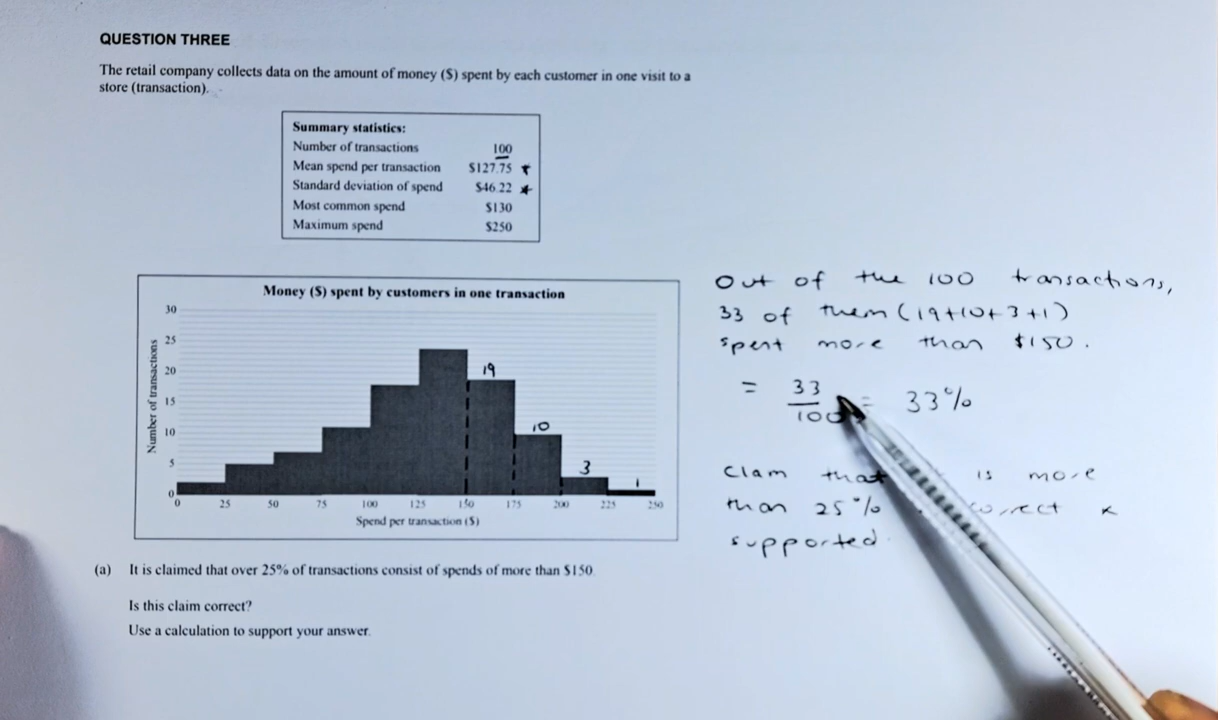 QUESTION THREE
The retail company collects data on the amount of money ($) spent by each customer in one visit to a
store (transaction).
Summary statistics:
Number of transactions 100
Mean spend per transaction $127.75
Standard deviation of spend $46.22
Most common spend $130
Maximum spend $250
Money ($) spent by customers in one transaction
Number of transactions
30
25
20
15
10
5
0
19
10
3
1
0 25 50 75 100 125 150 175 200 225 250
Spend per transaction ($)
Out of the 100 transactions,
33 of them (19+10+3+1)
spent more than $150.
= 33/100 = 33%
Clam that is more
than 25% correct &
supported.
(a) It is claimed that over 25% of transactions consist of spends of more than $150
Is this claim correct?
Use a calculation to support your answer.